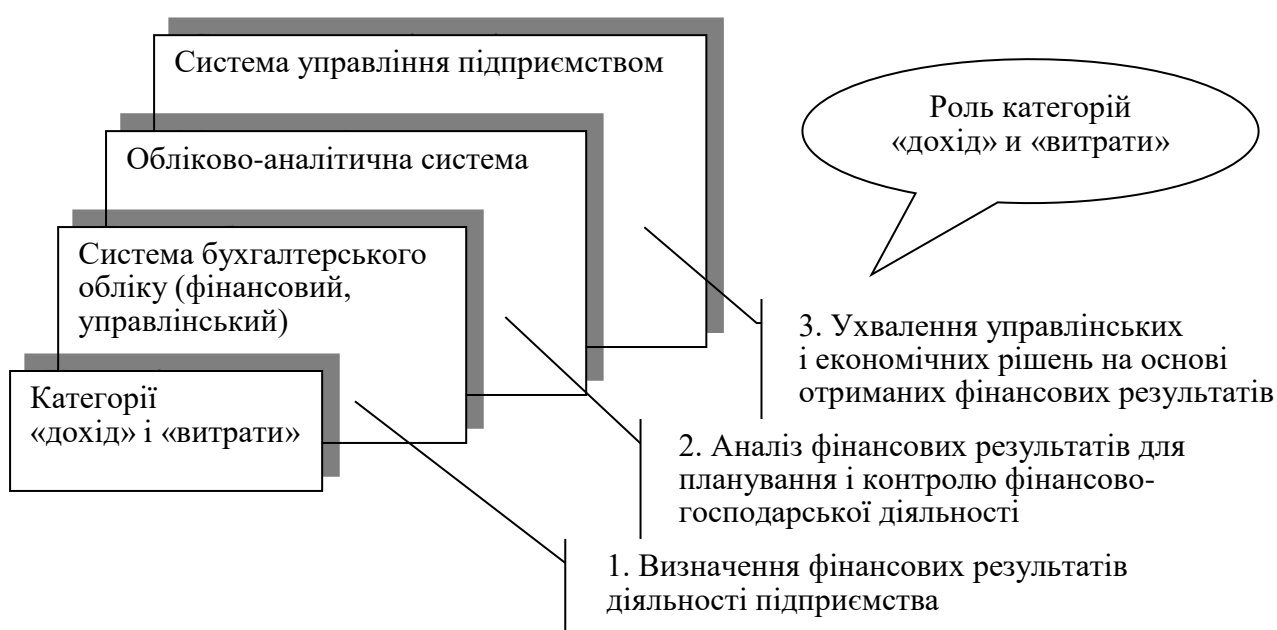 Система управління підприємством
Обліково-аналітична система
Система бухгалтерського
обліку (фінансовий,
управлінський)
Категорії
«дохід» і «витрати»
Роль категорій
«дохід» и «витрати»
3. Ухвалення управлінських
і економічних рішень на основі
отриманих фінансових результатів
2. Аналіз фінансових результатів для
планування і контролю фінансово-
господарської діяльності
1. Визначення фінансових результатів
діяльності підприємства